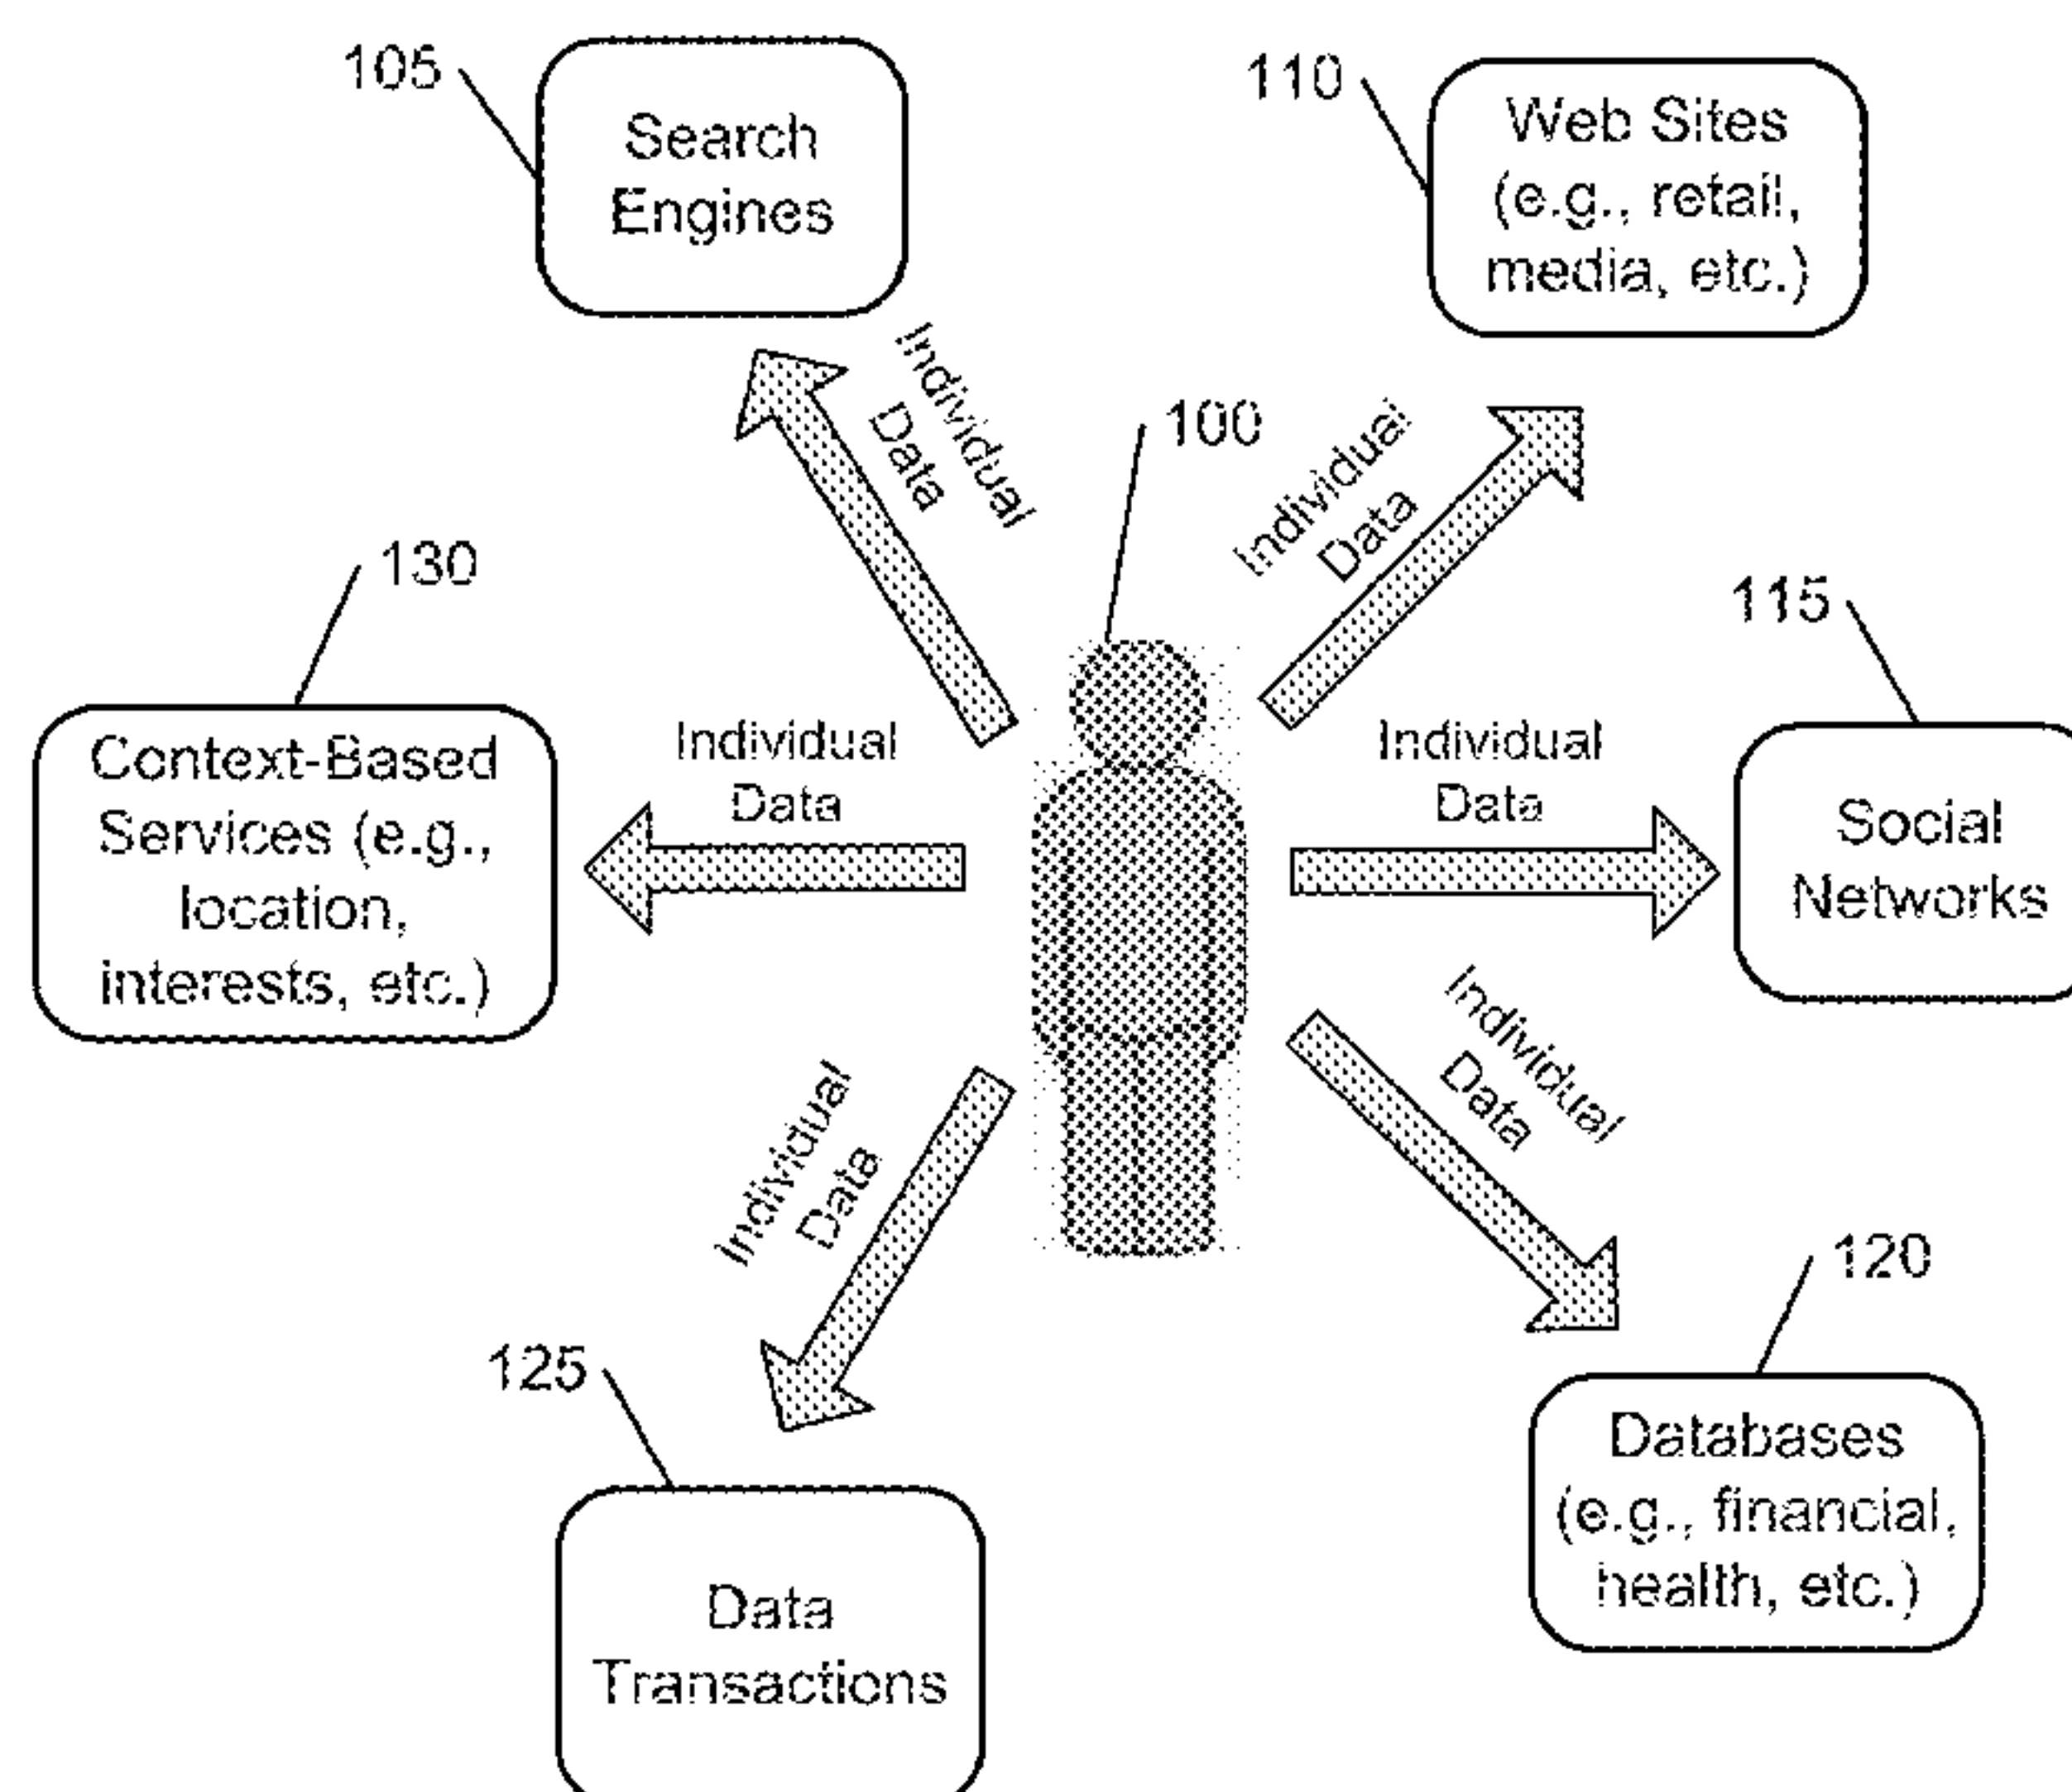 105
Search
Engines
110
Web Sites
(e.g., retail,
media, etc.)
Individual
Data
100
Individual
Data
130
115
Context-Based
Services (e.g.,
location,
interests, etc.)
Individual
Data
Individual
Data
Social
Networks
Individual
Data
Individual
Data
120
125
Databases
(e.g., financial,
health, etc.)
Data
Transactions